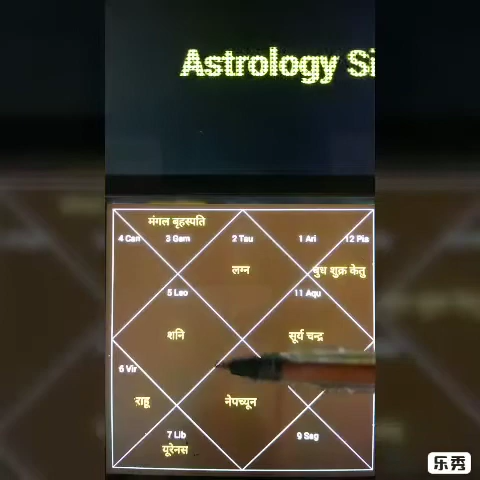 Astrology Si
मंगल बृहस्पति
4 Can 3 Gem 2 Tau 1 Ari 12 Pis
लग्न बुध शुक्र केतु
5 Leo 11 Aqu
शनि सूर्य चन्द्र
6 Vir
राहू नेपच्यून
7 Lib 9 Sag
यूरेनस
乐秀